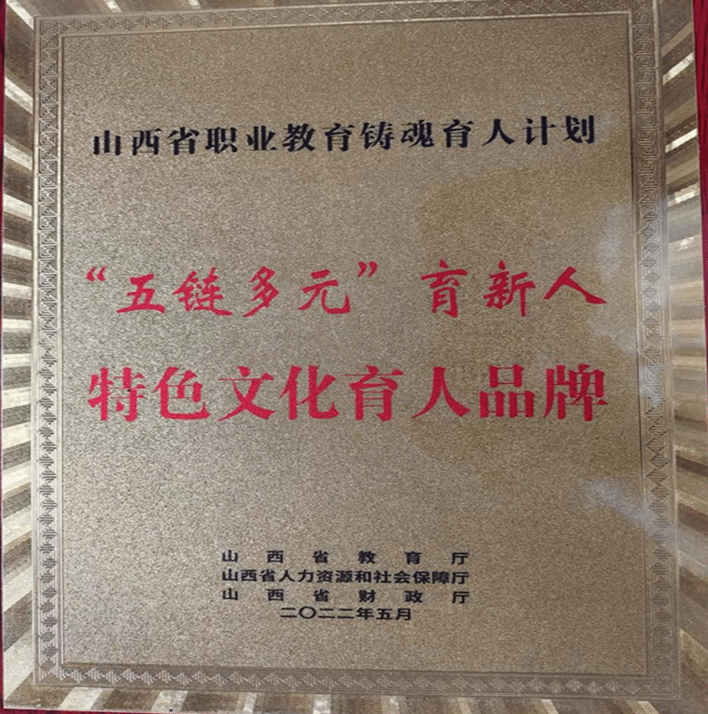 山西省职业教育铸魂育人计划
“五链多元”育新人
特色文化育人品牌
山西省教育厅
山西省人力资源和社会保障厅
山西省财政厅
二〇二二年五月